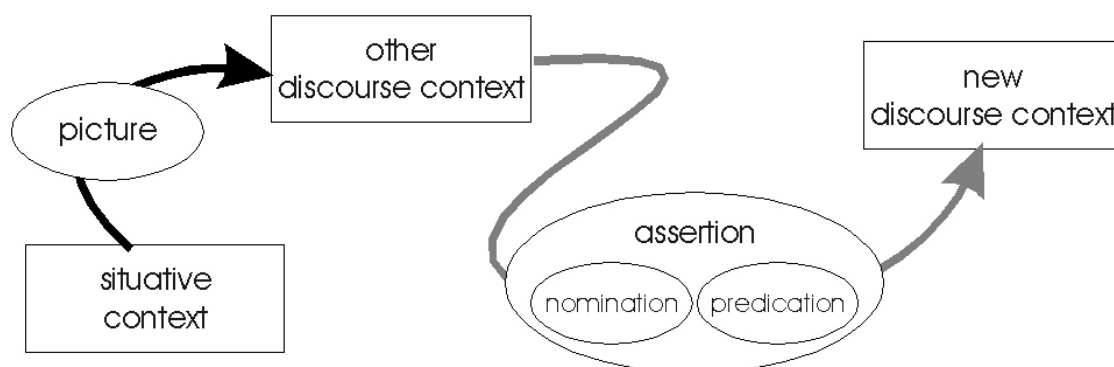 picture
situative
context
other
discourse context
assertion
nomination
predication
new
discourse context